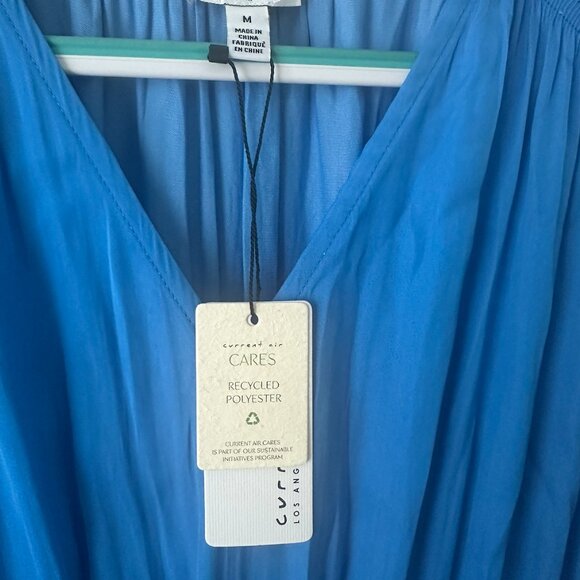 M
MADE IN
CHINA
FABRIQUÉ
EN CHINE
current air
CARES
RECYCLED
POLYESTER
CURRENT AIR CARES
IS PART OF OUR SUSTAINABLE
INITIATIVES PROGRAM
curr
LOS ANG